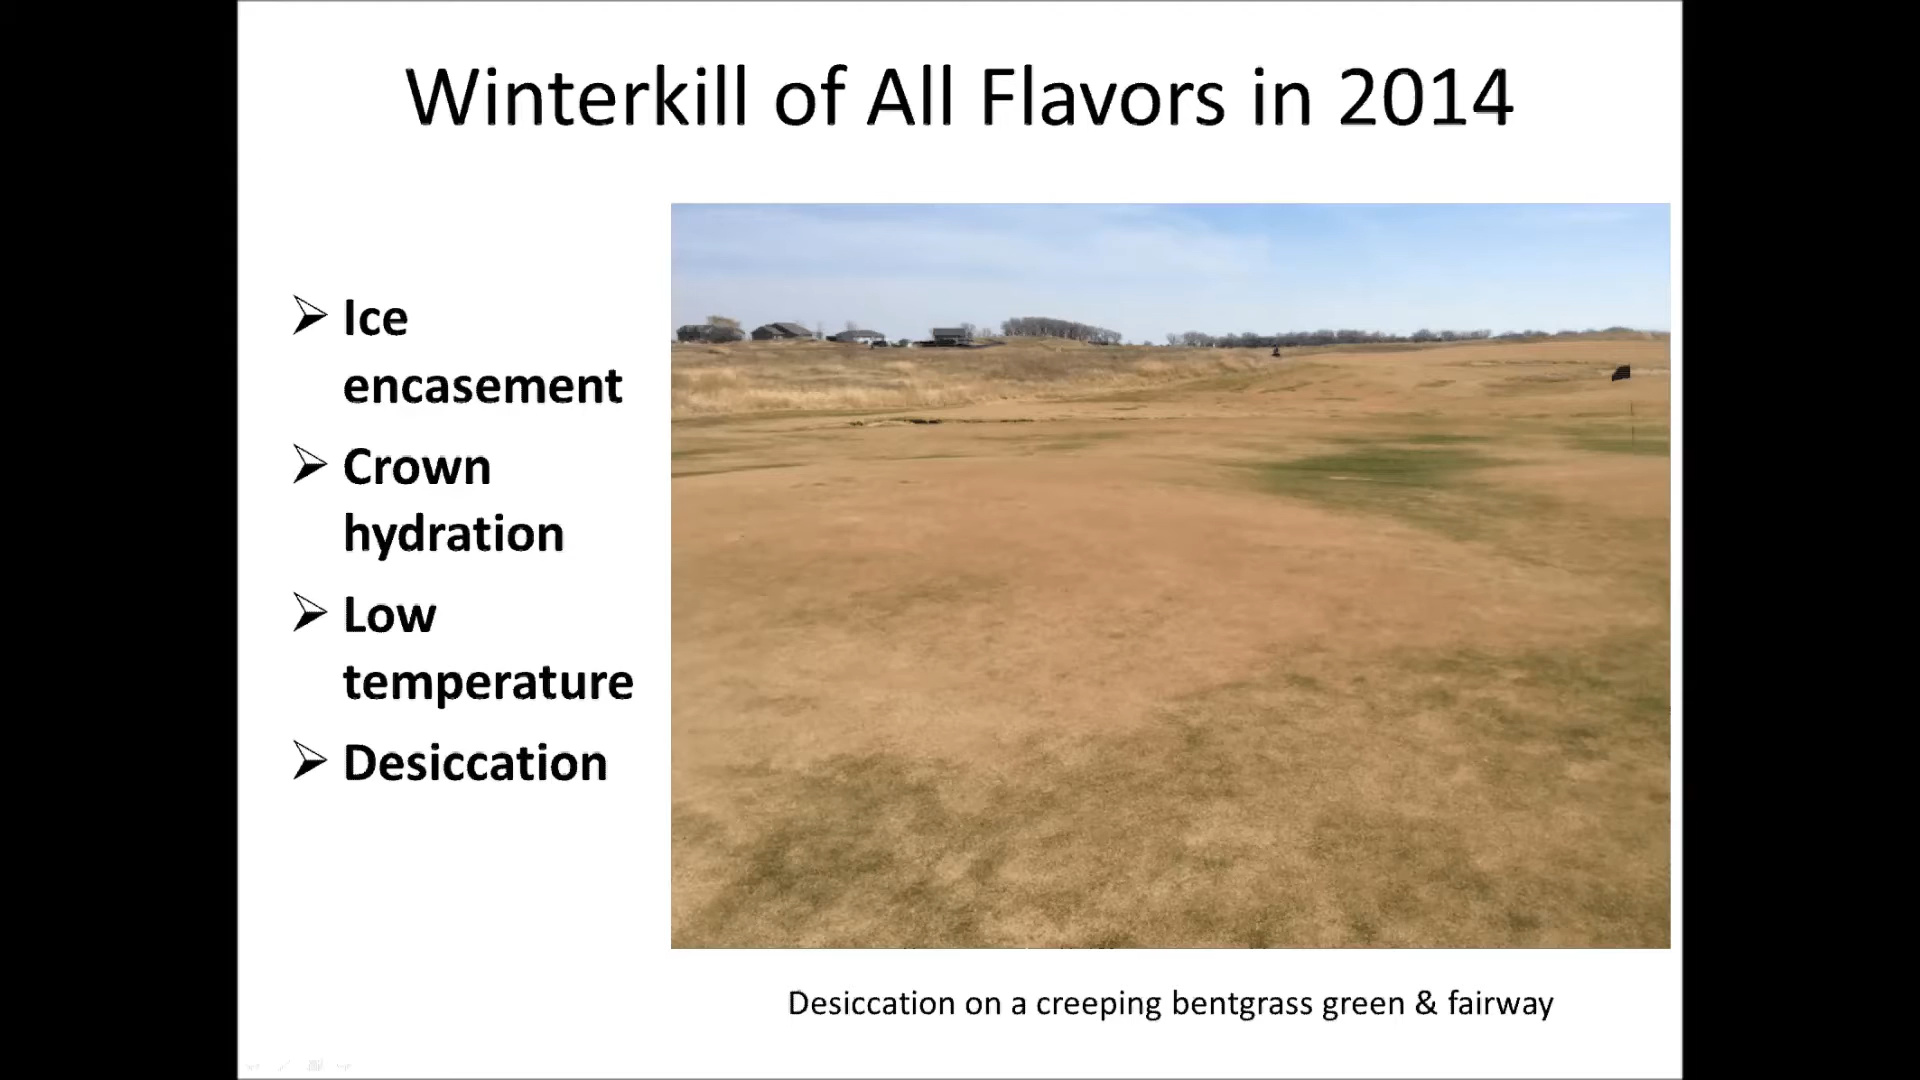 Winterkill of All Flavors in 2014
➢ Ice
encasement
➢ Crown
hydration
➢ Low
temperature
➢ Desiccation
Desiccation on a creeping bentgrass green & fairway